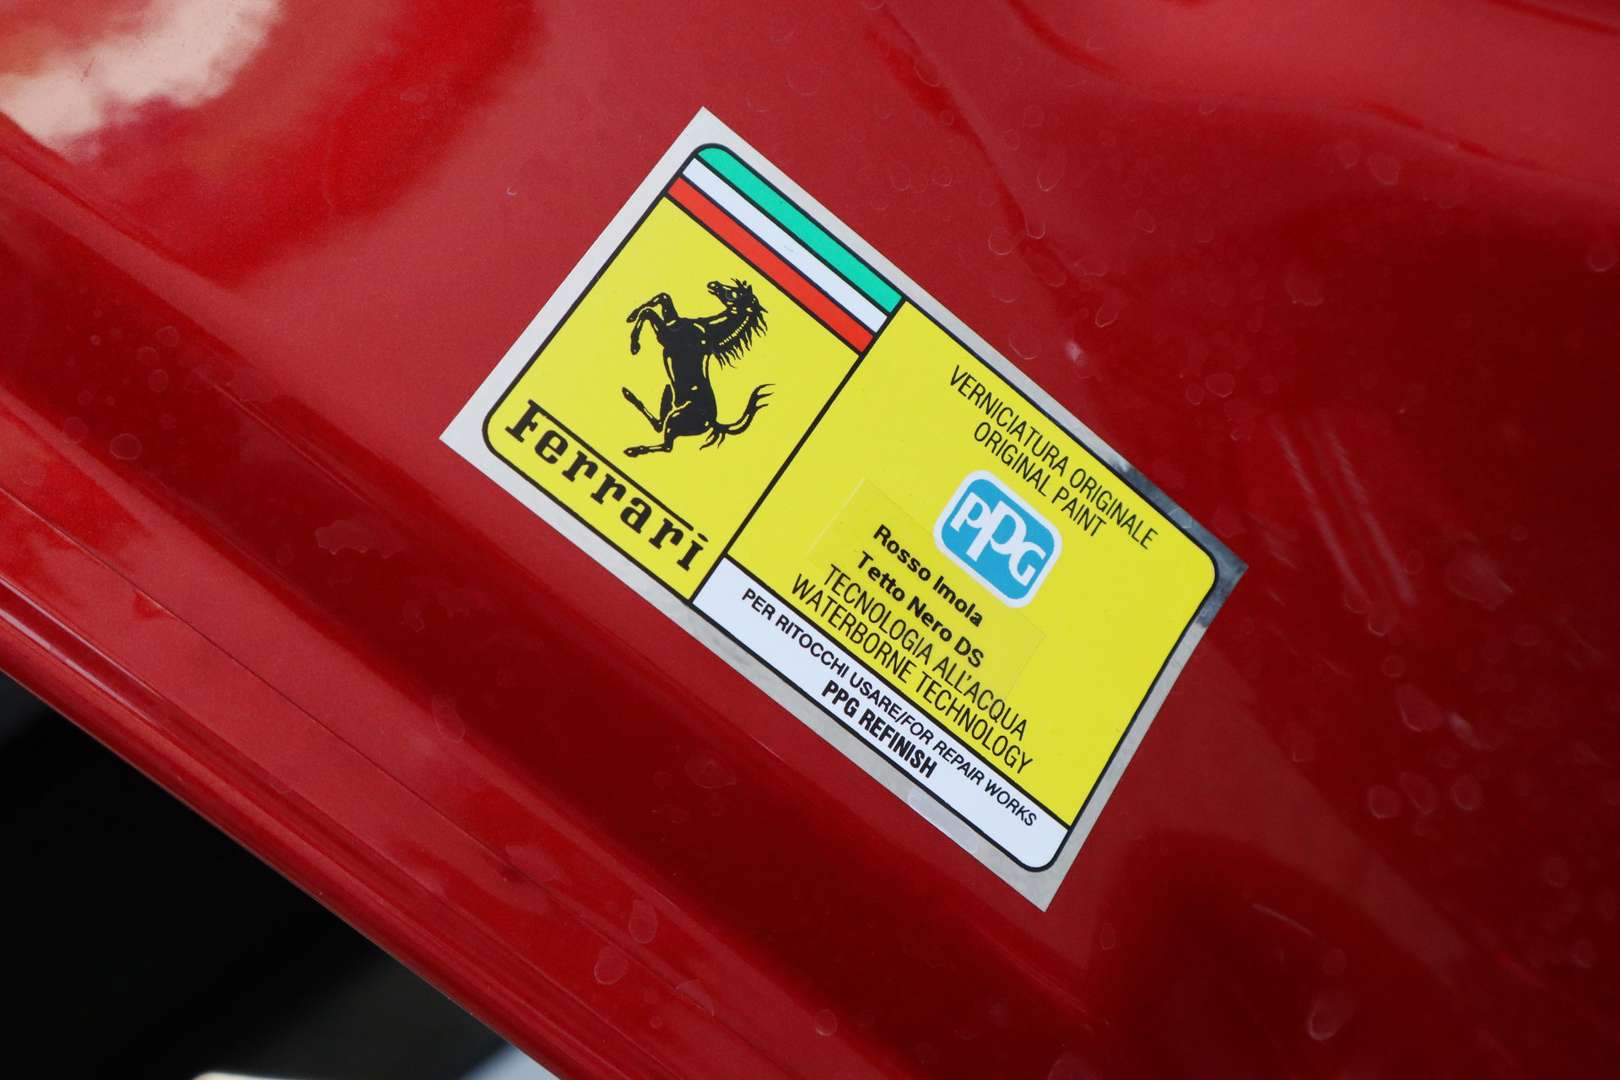 Ferrari
VERNICIATURA ORIGINALE
ORIGINAL PAINT
PPG
Rosso Imola
Tetto Nero DS
TECNOLOGIA ALL'ACQUA
WATERBORNE TECHNOLOGY
PER RITOCCHI USARE/FOR REPAIR WORKS
PPG REFINISH